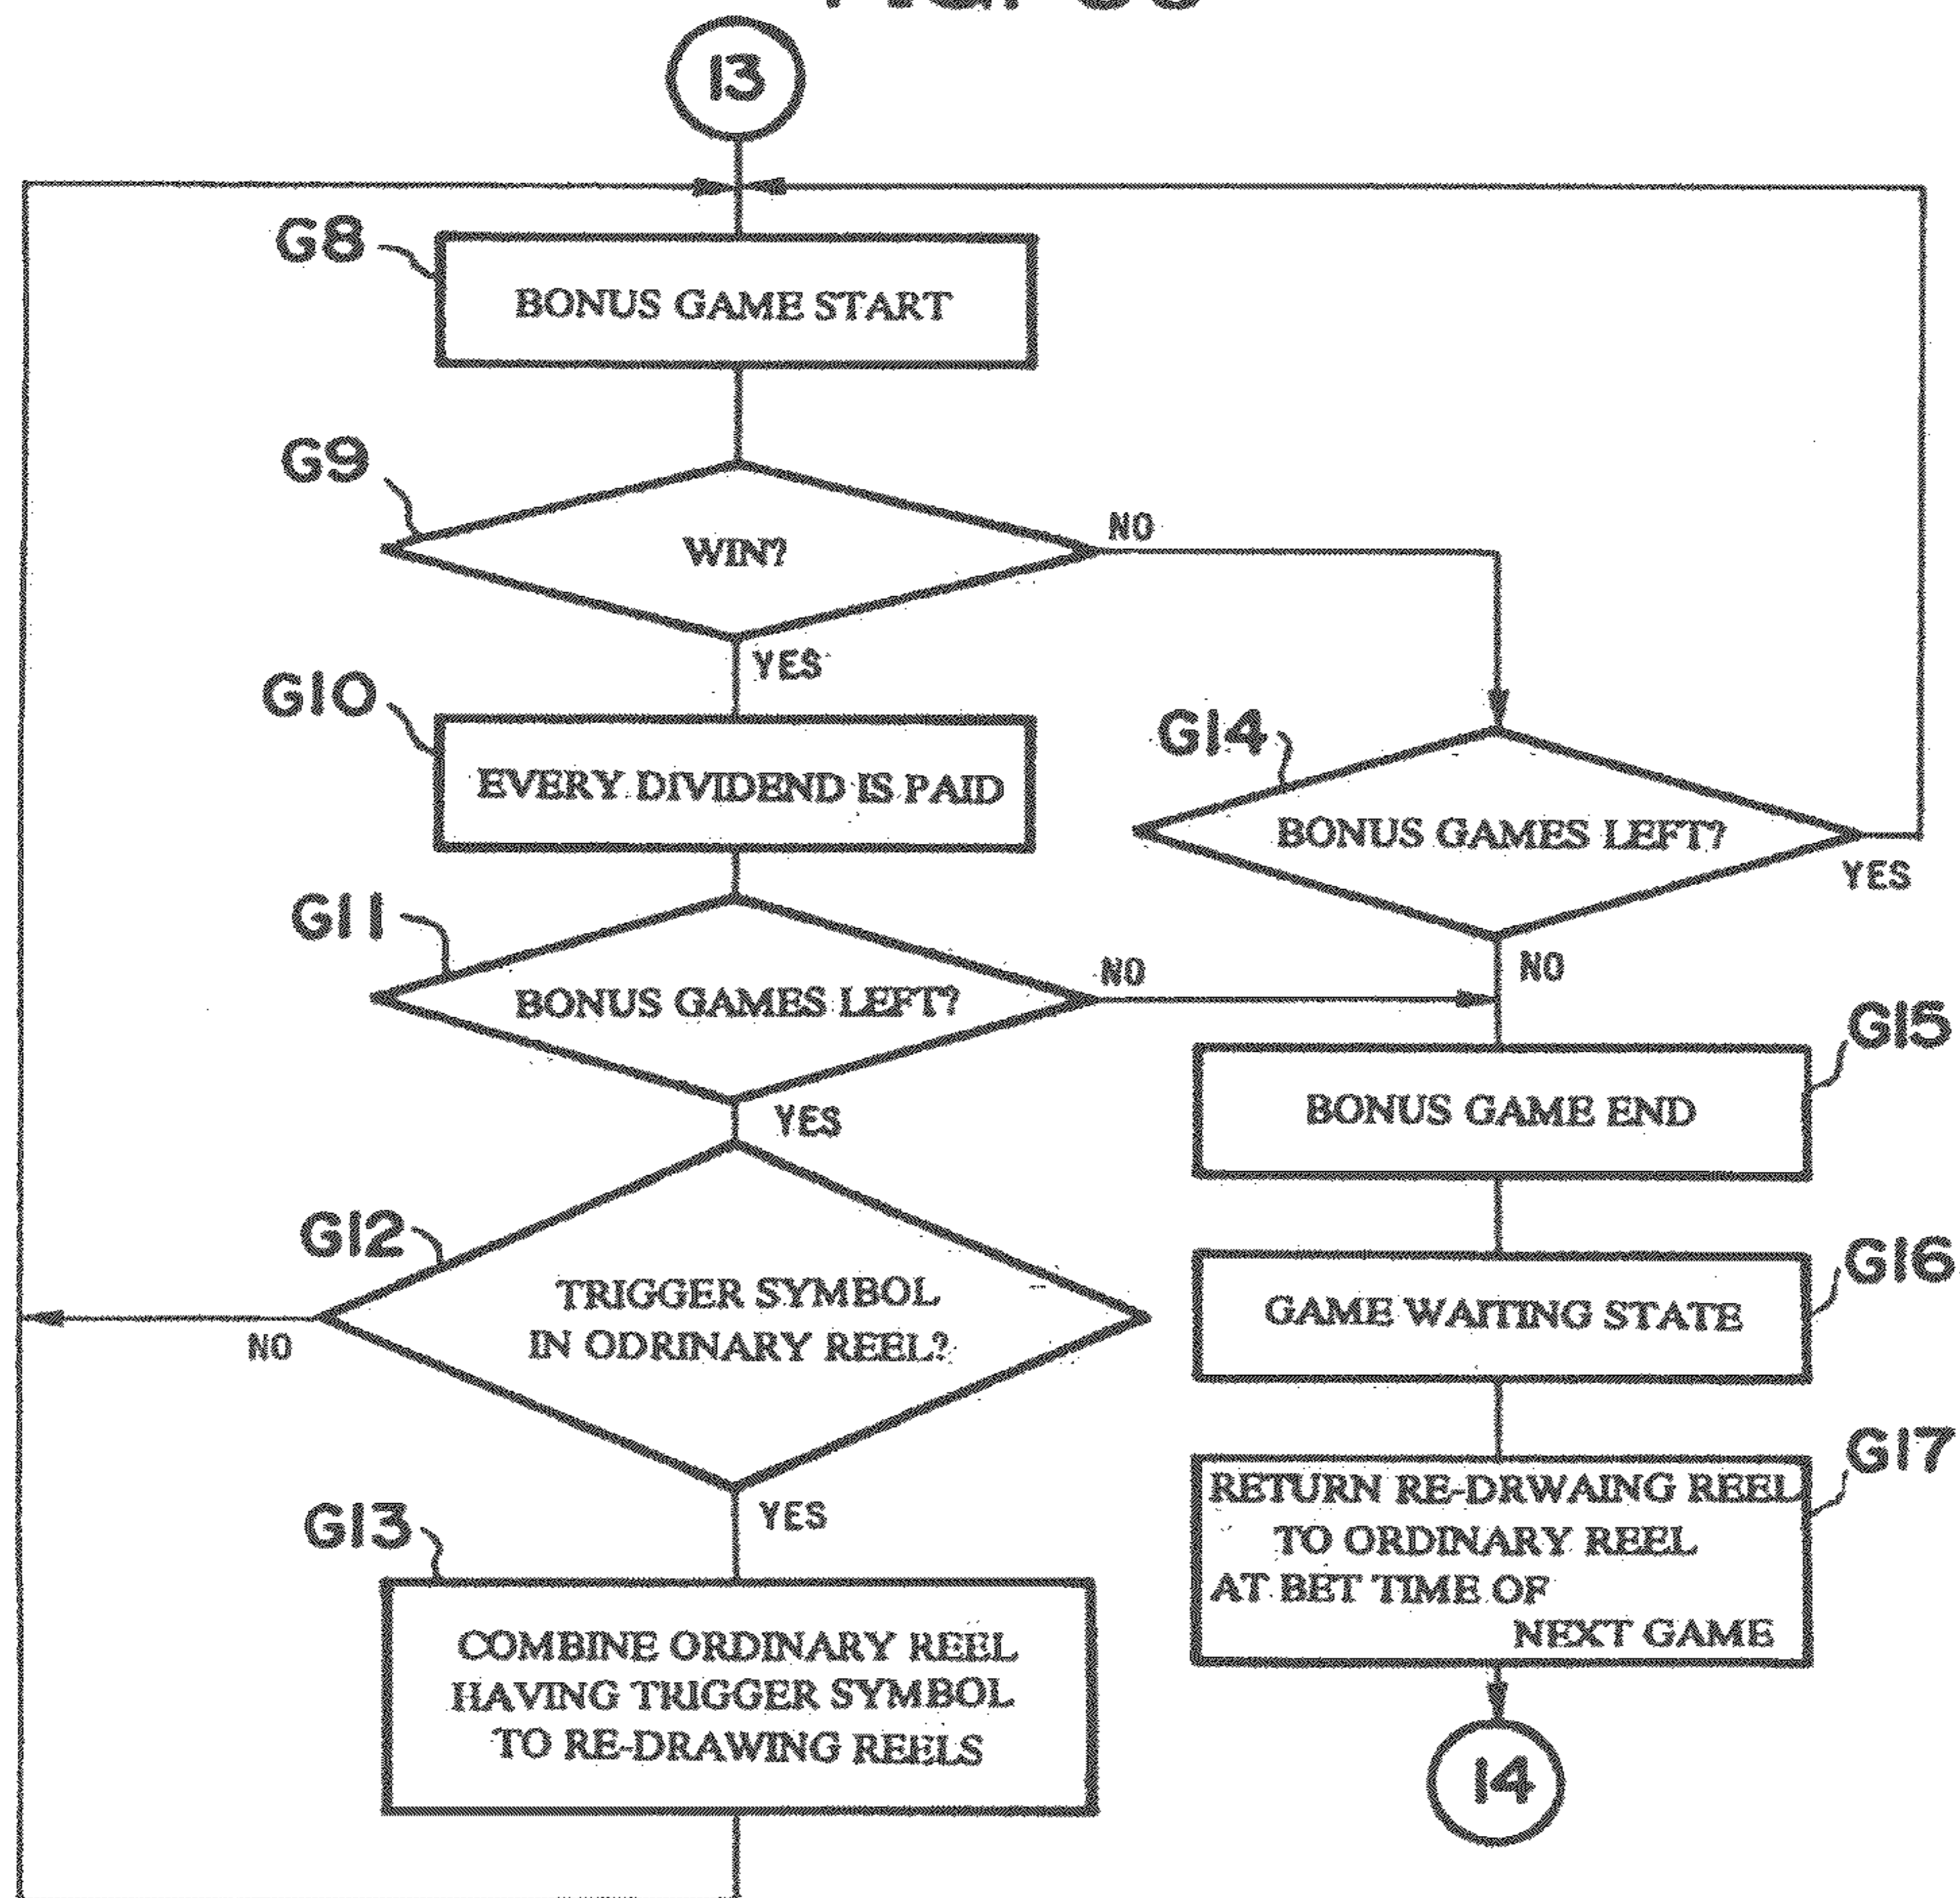 13
G8
BONUS GAME START
G9
WIN?
NO
YES
G10
EVERY DIVIDEND IS PAID
G14
BONUS GAMES LEFT?
YES
NO
G11
BONUS GAMES LEFT?
NO
YES
G15
BONUS GAME END
G12
TRIGGER SYMBOL
IN ODRINARY REEL?
NO
YES
G16
GAME WAITING STATE
G17
RETURN RE-DRWAING REEL
TO ORDINARY REEL
AT BET TIME OF
NEXT GAME
G13
COMBINE ORDINARY REEL
HAVING TRIGGER SYMBOL
TO RE-DRAWING REELS
14